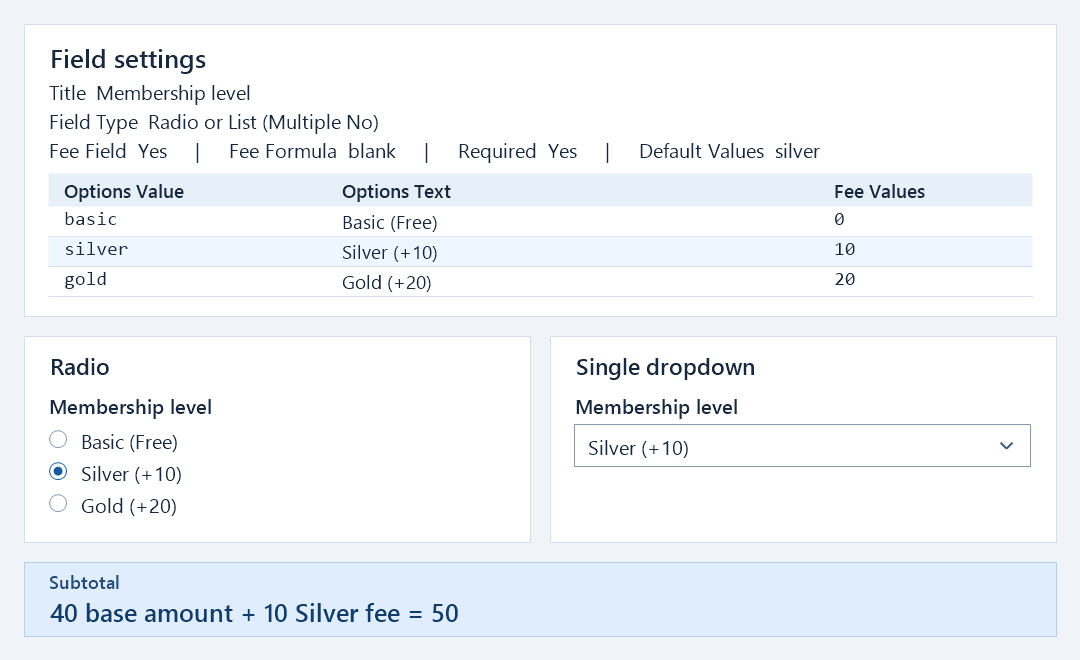 Field settings
Title Membership level
Field Type Radio or List (Multiple No)
Fee Field Yes | Fee Formula blank | Required Yes | Default Values silver
Options Value Options Text Fee Values
basic Basic (Free) 0
silver Silver (+10) 10
gold Gold (+20) 20
Radio
Membership level
Basic (Free)
Silver (+10)
Gold (+20)
Single dropdown
Membership level
Silver (+10)
Subtotal
40 base amount + 10 Silver fee = 50